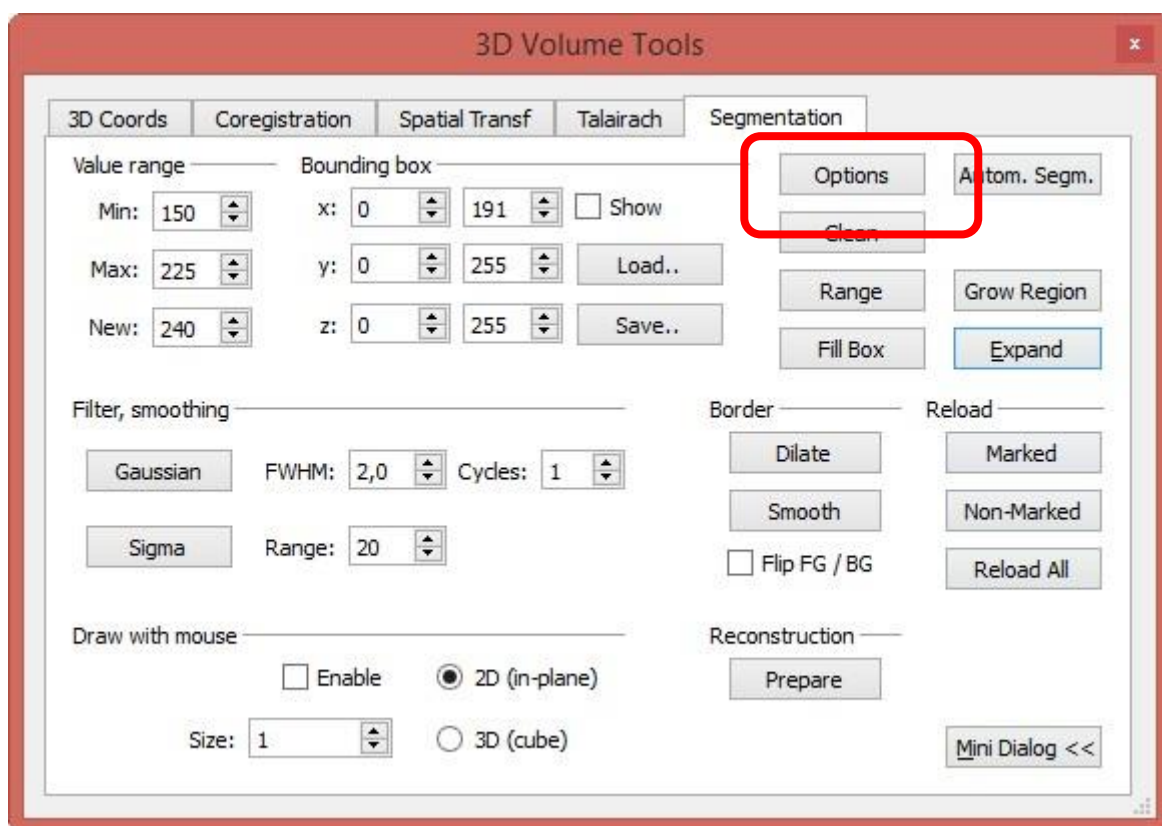 3D Volume Tools
x
3D Coords Coregistration Spatial Transf Talairach Segmentation
Value range Bounding box Options Autom. Segm.
Min: 150 x: 0 191 Show
Clean
Max: 225 y: 0 255 Load..
Range Grow Region
New: 240 z: 0 255 Save..
Fill Box Expand
Filter, smoothing Border Reload
Gaussian FWHM: 2,0 Cycles: 1 Dilate Marked
Smooth Non-Marked
Sigma Range: 20 Flip FG / BG Reload All
Draw with mouse Reconstruction
Enable 2D (in-plane) Prepare
Size: 1 3D (cube) Mini Dialog <<